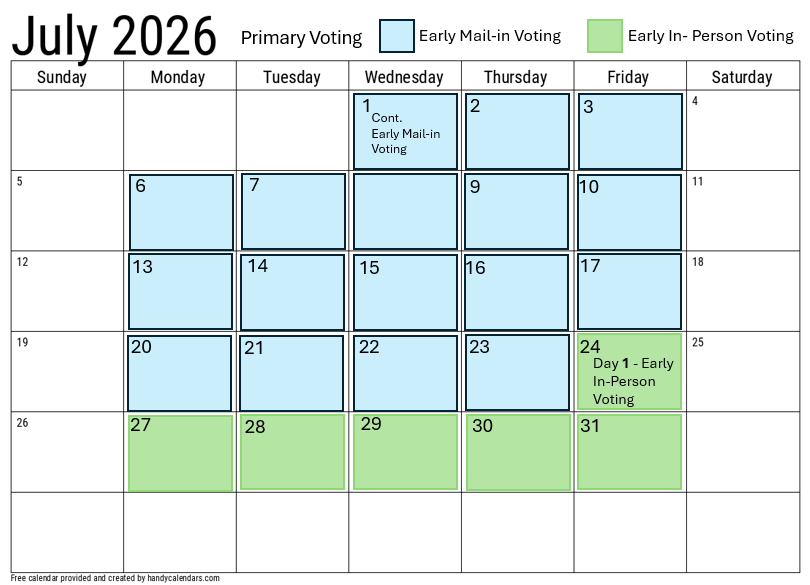 July 2026 Primary Voting Early Mail-in Voting Early In- Person Voting
Sunday Monday Tuesday Wednesday Thursday Friday Saturday
1 2 3 4
Cont.
Early Mail-in
Voting
5 6 7 9 10 11
12 13 14 15 16 17 18
19 20 21 22 23 24 25
Day 1 - Early
In-Person
Voting
26 27 28 29 30 31
Free calendar provided and created by handycalendars.com